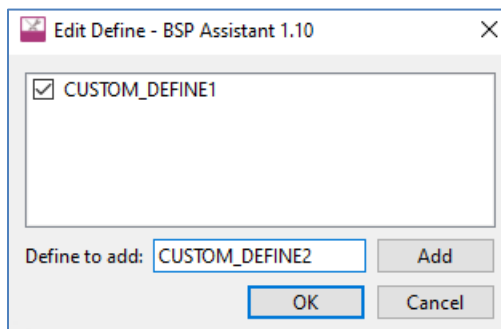 Edit Define - BSP Assistant 1.10
CUSTOM_DEFINE1
Define to add: CUSTOM_DEFINE2 Add
OK Cancel